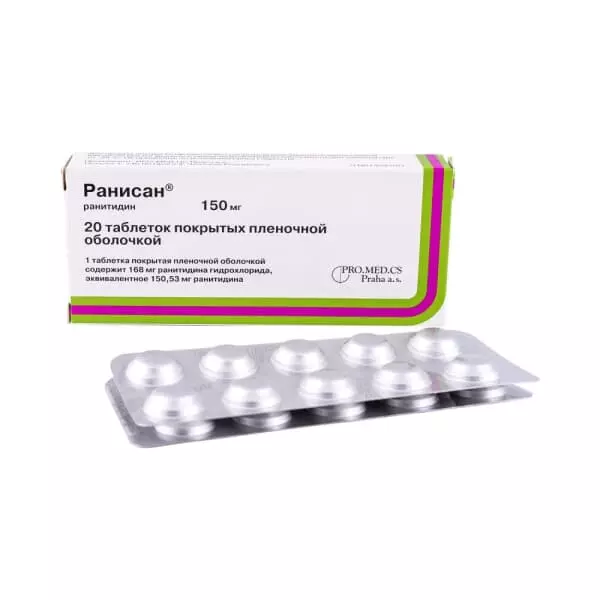 Ранисан®
ранитидин 150 мг
20 таблеток покрытых пленочной
оболочкой
1 таблетка покрытая пленочной оболочкой
содержит 168 мг ранитидина гидрохлорида,
эквивалентное 150,53 мг ранитидина
PRO.MED.CS
Praha a. s.